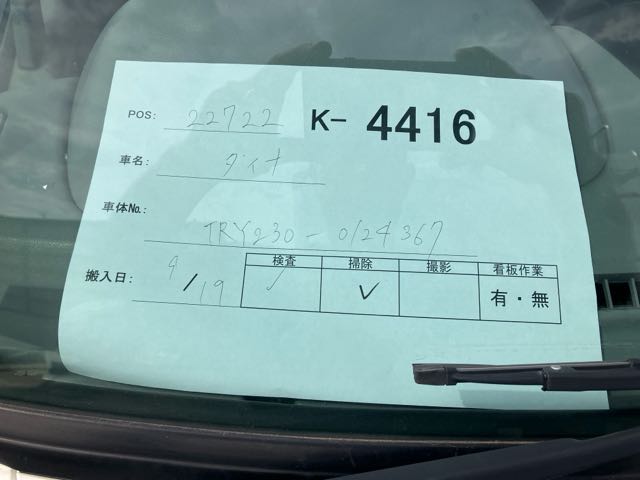 POS: 22722 K- 4416
車名: ダイナ
車体No.:
TRY230-0124367
搬入日: 9/19
検査 掃除 撮影 看板作業
✓ ✓ 有・無